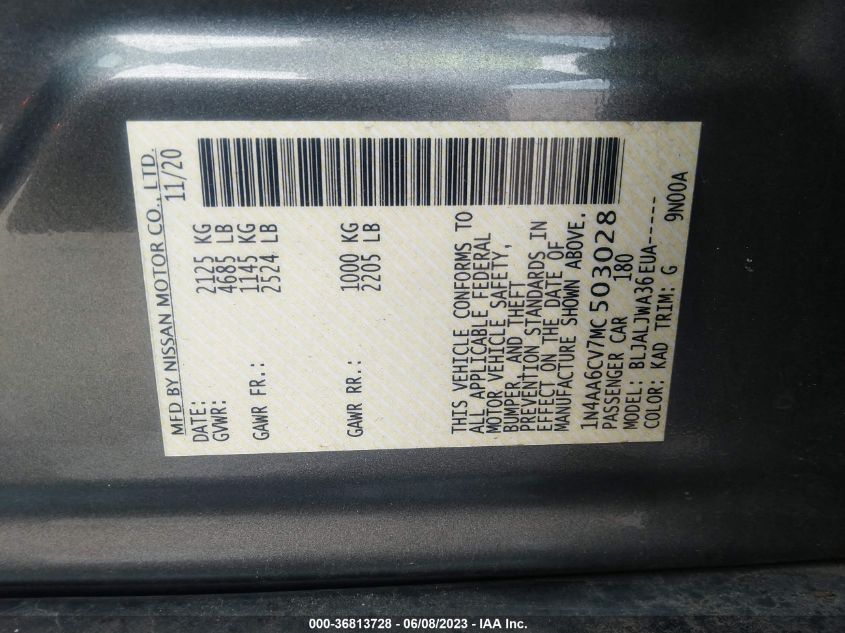 MFD BY NISSAN MOTOR CO., LTD.
DATE: 11/20
GVWR: 2125 KG
4685 LB
GAWR FR.: 1145 KG
2524 LB
GAWR RR.: 1000 KG
2205 LB
THIS VEHICLE CONFORMS TO
ALL APPLICABLE FEDERAL
MOTOR VEHICLE SAFETY,
BUMPER, AND THEFT
PREVENTION STANDARDS IN
EFFECT ON THE DATE OF
MANUFACTURE SHOWN ABOVE.
1N4AA6CV7MC503028
PASSENGER CAR 180
MODEL: BLJALJWA36EUA------
COLOR: KAD TRIM: G 9N00A
000-36813728 - 06/08/2023 - IAA Inc.